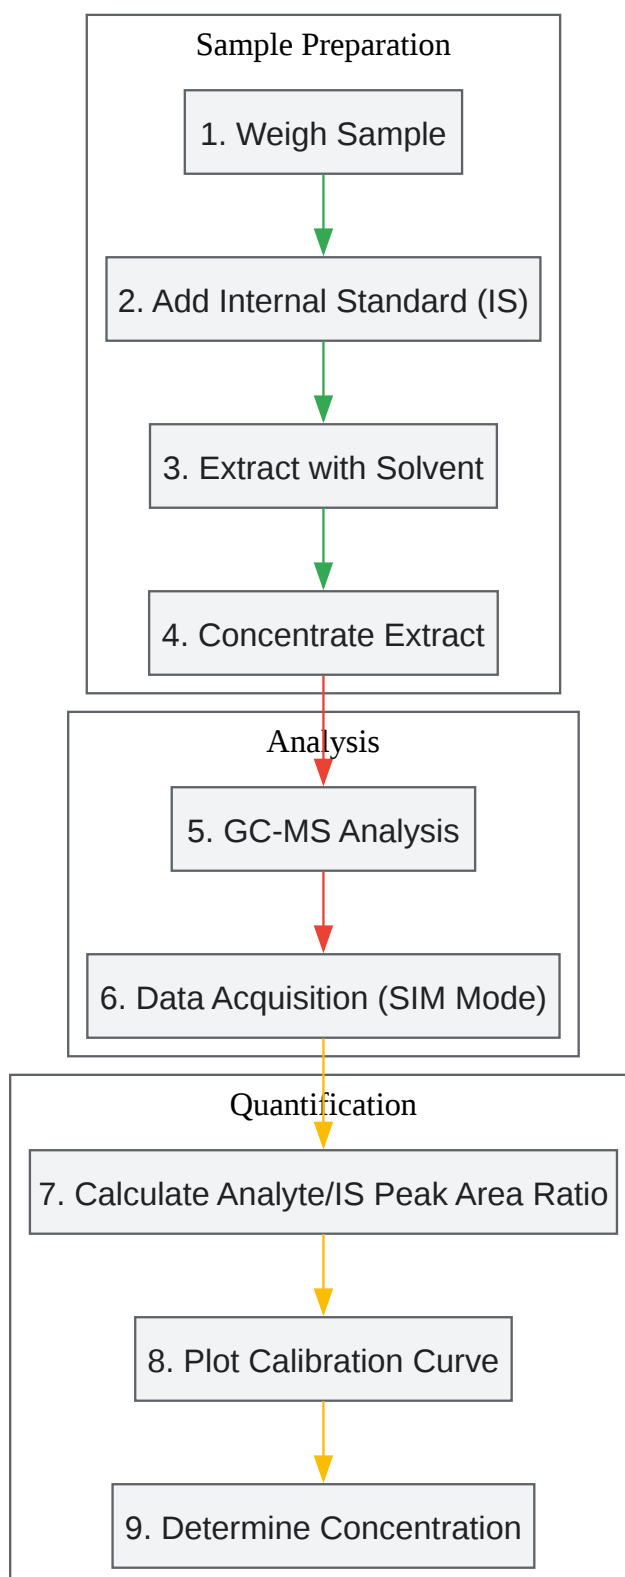 Sample Preparation
1. Weigh Sample
2. Add Internal Standard (IS)
3. Extract with Solvent
4. Concentrate Extract
Analysis
5. GC-MS Analysis
6. Data Acquisition (SIM Mode)
Quantification
7. Calculate Analyte/IS Peak Area Ratio
8. Plot Calibration Curve
9. Determine Concentration